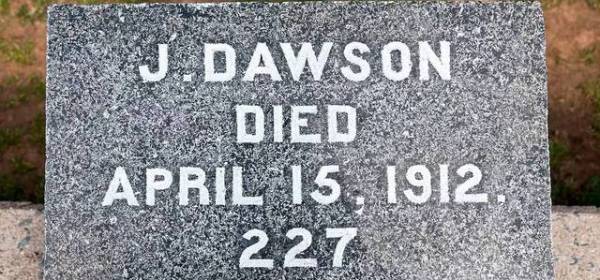 J. DAWSON
DIED
APRIL 15, 1912.
227